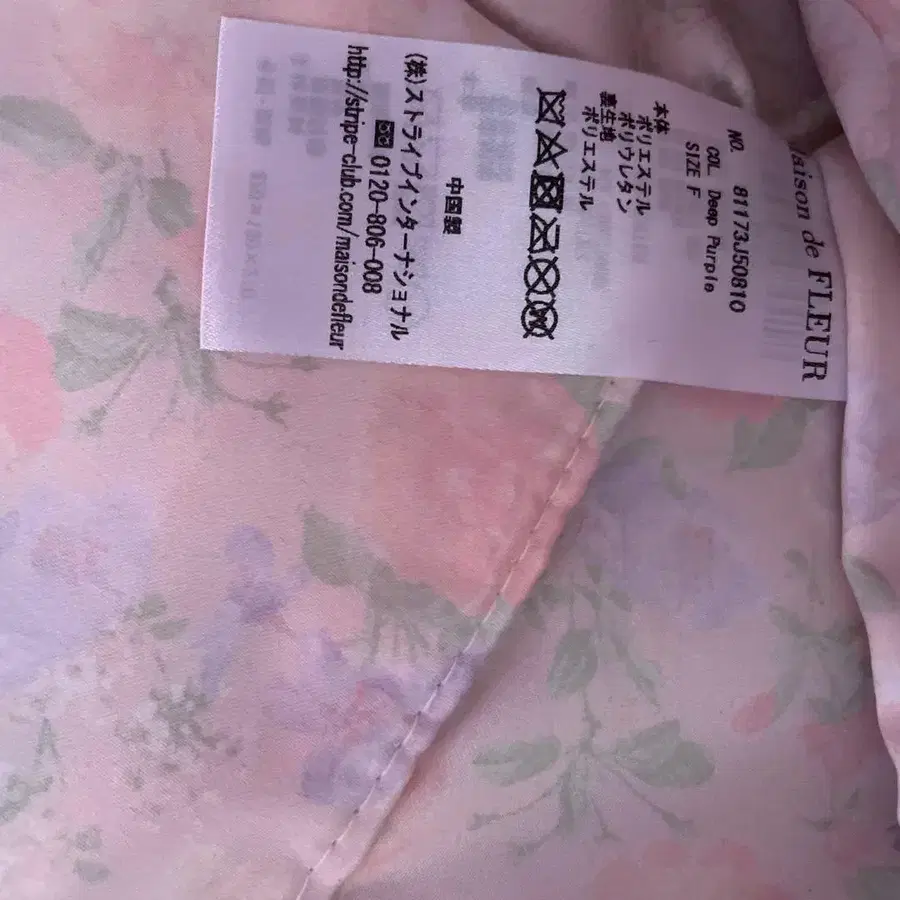 Maison de FLEUR
NO. 81173J50810
COL. Deep Purple
SIZE F
本体
ポリエステル
ポリウレタン
裏生地
ポリエステル
中国製
(株)ストライプインターナショナル
0120-806-008
http://stripe-club.com/maisondefleur